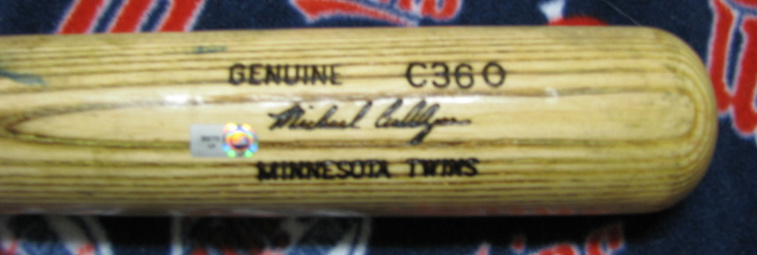 GENUINE C360
Michael Cuddyer
MINNESOTA TWINS